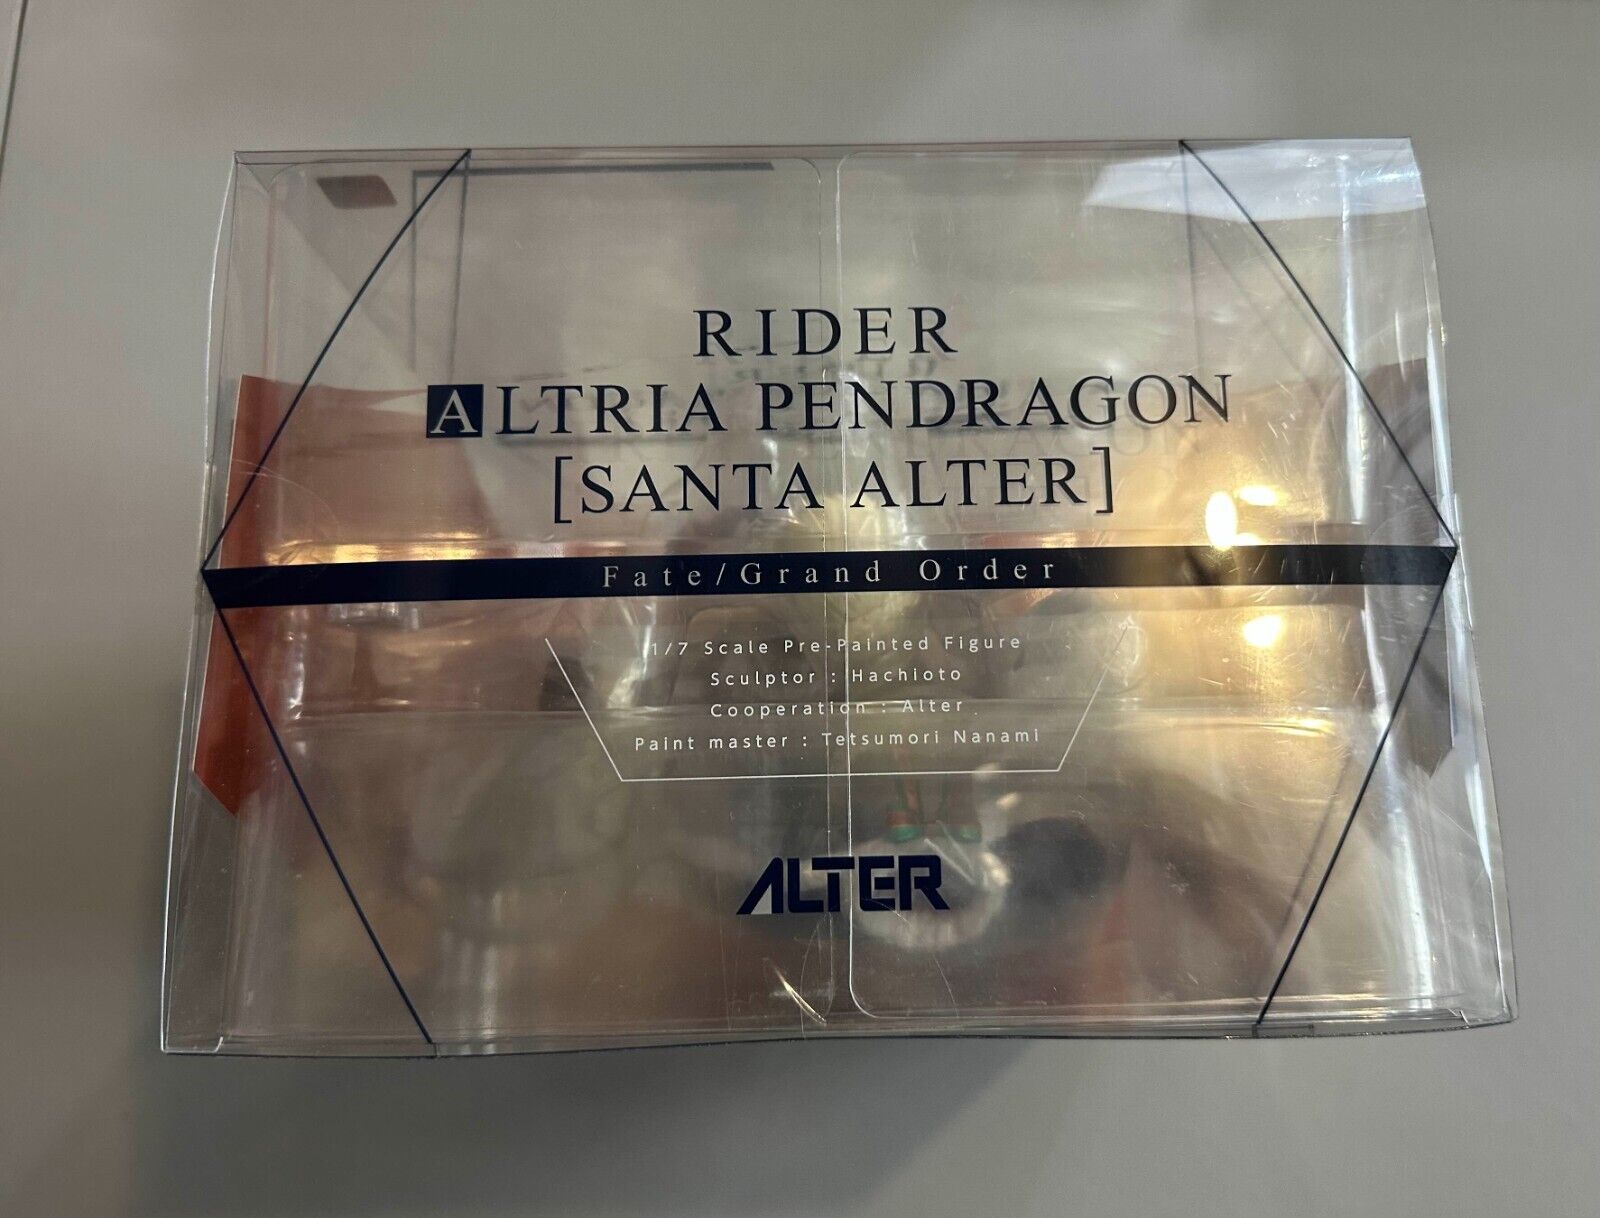 RIDER
ALTRIA PENDRAGON
[SANTA ALTER]
Fate/Grand Order
1/7 Scale Pre-Painted Figure
Sculptor : Hachioto
Cooperation : Alter
Paint master : Tetsumori Nanami
ALTER